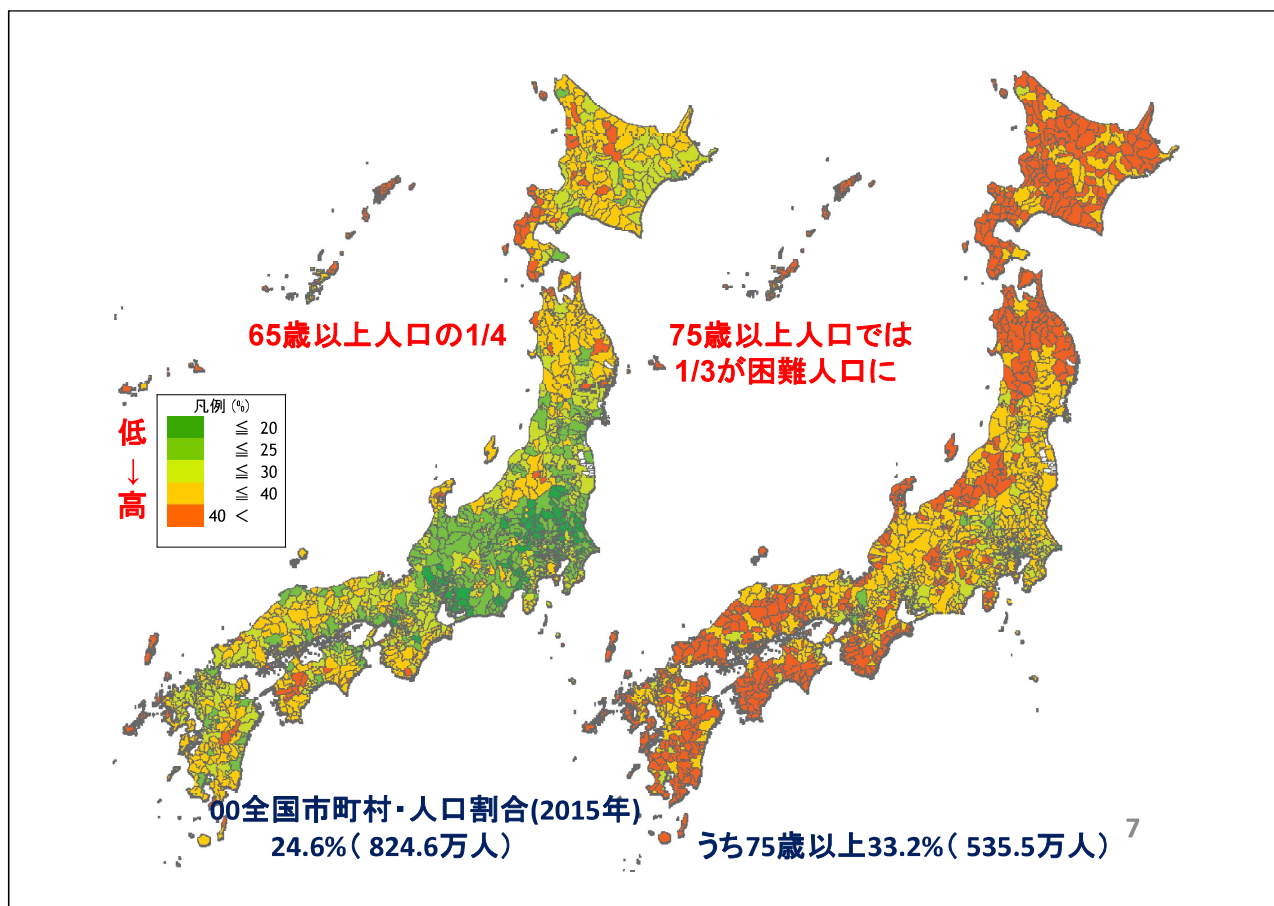 65歳以上人口の1/4
75歳以上人口では
1/3が困難人口に
低
↓
高
凡例 (%)
≦ 20
≦ 25
≦ 30
≦ 40
40 <
00全国市町村・人口割合(2015年)
24.6%( 824.6万人)
うち75歳以上33.2%( 535.5万人)
7